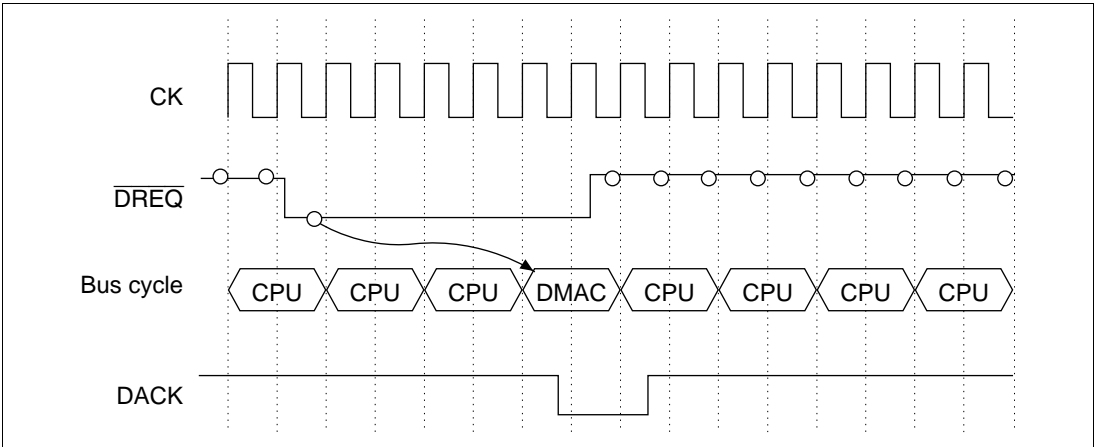 CK
DREQ
Bus cycle
CPU CPU CPU DMAC CPU CPU CPU CPU
DACK